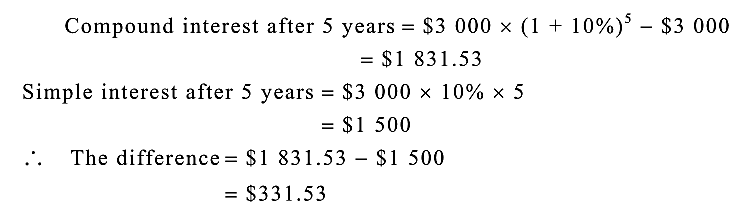 Compound interest after 5 years = $3 000 × (1 + 10%)⁵ − $3 000
= $1 831.53
Simple interest after 5 years = $3 000 × 10% × 5
= $1 500
∴ The difference = $1 831.53 − $1 500
= $331.53